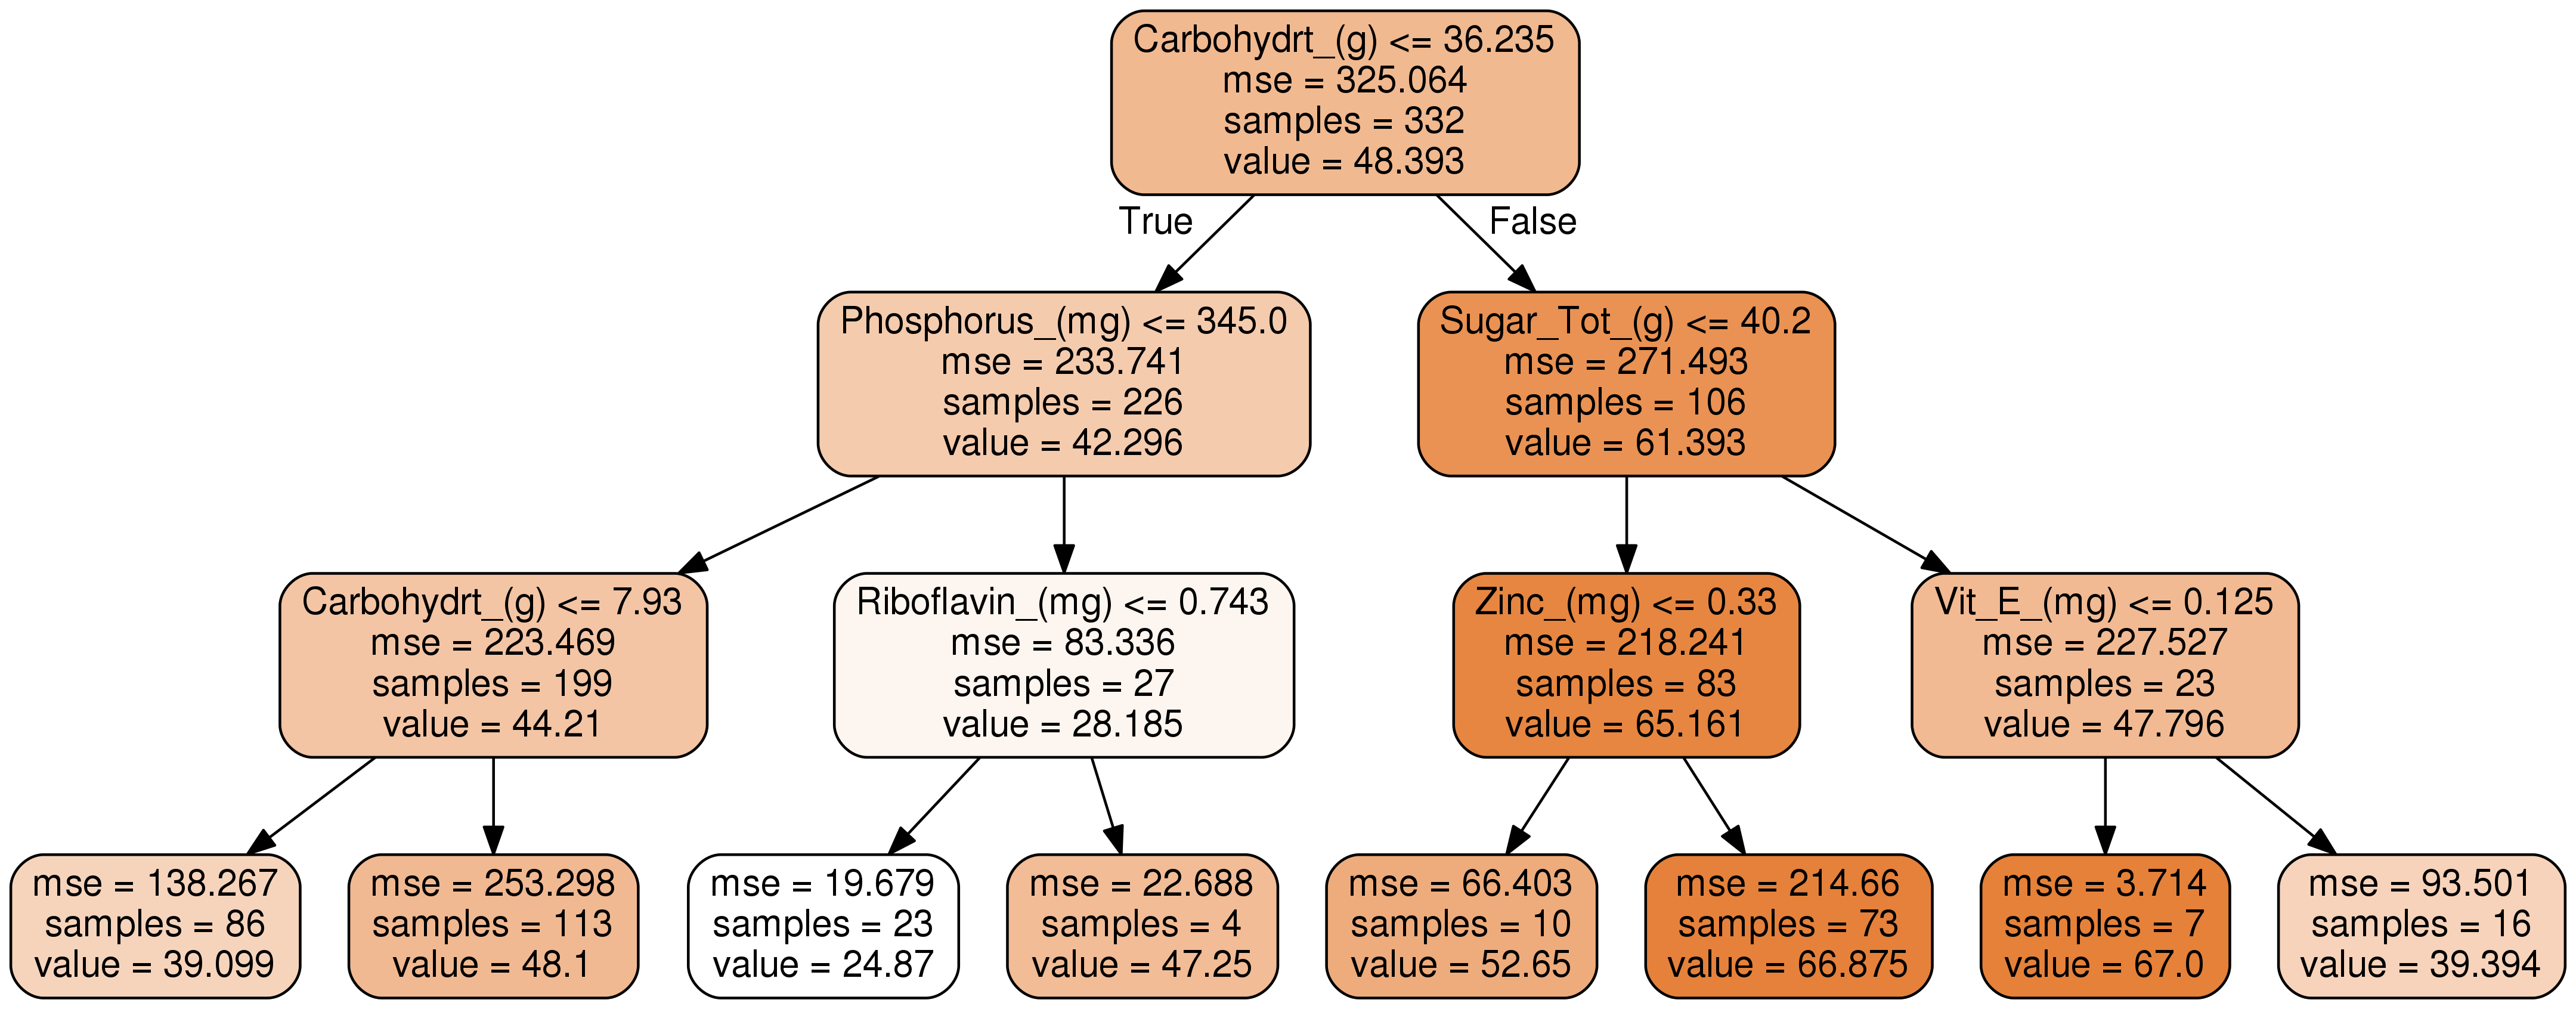 Carbohydrt_(g) <= 36.235
mse = 325.064
samples = 332
value = 48.393
True
False
Phosphorus_(mg) <= 345.0
mse = 233.741
samples = 226
value = 42.296
Sugar_Tot_(g) <= 40.2
mse = 271.493
samples = 106
value = 61.393
Carbohydrt_(g) <= 7.93
mse = 223.469
samples = 199
value = 44.21
Riboflavin_(mg) <= 0.743
mse = 83.336
samples = 27
value = 28.185
Zinc_(mg) <= 0.33
mse = 218.241
samples = 83
value = 65.161
Vit_E_(mg) <= 0.125
mse = 227.527
samples = 23
value = 47.796
mse = 138.267
samples = 86
value = 39.099
mse = 253.298
samples = 113
value = 48.1
mse = 19.679
samples = 23
value = 24.87
mse = 22.688
samples = 4
value = 47.25
mse = 66.403
samples = 10
value = 52.65
mse = 214.66
samples = 73
value = 66.875
mse = 3.714
samples = 7
value = 67.0
mse = 93.501
samples = 16
value = 39.394